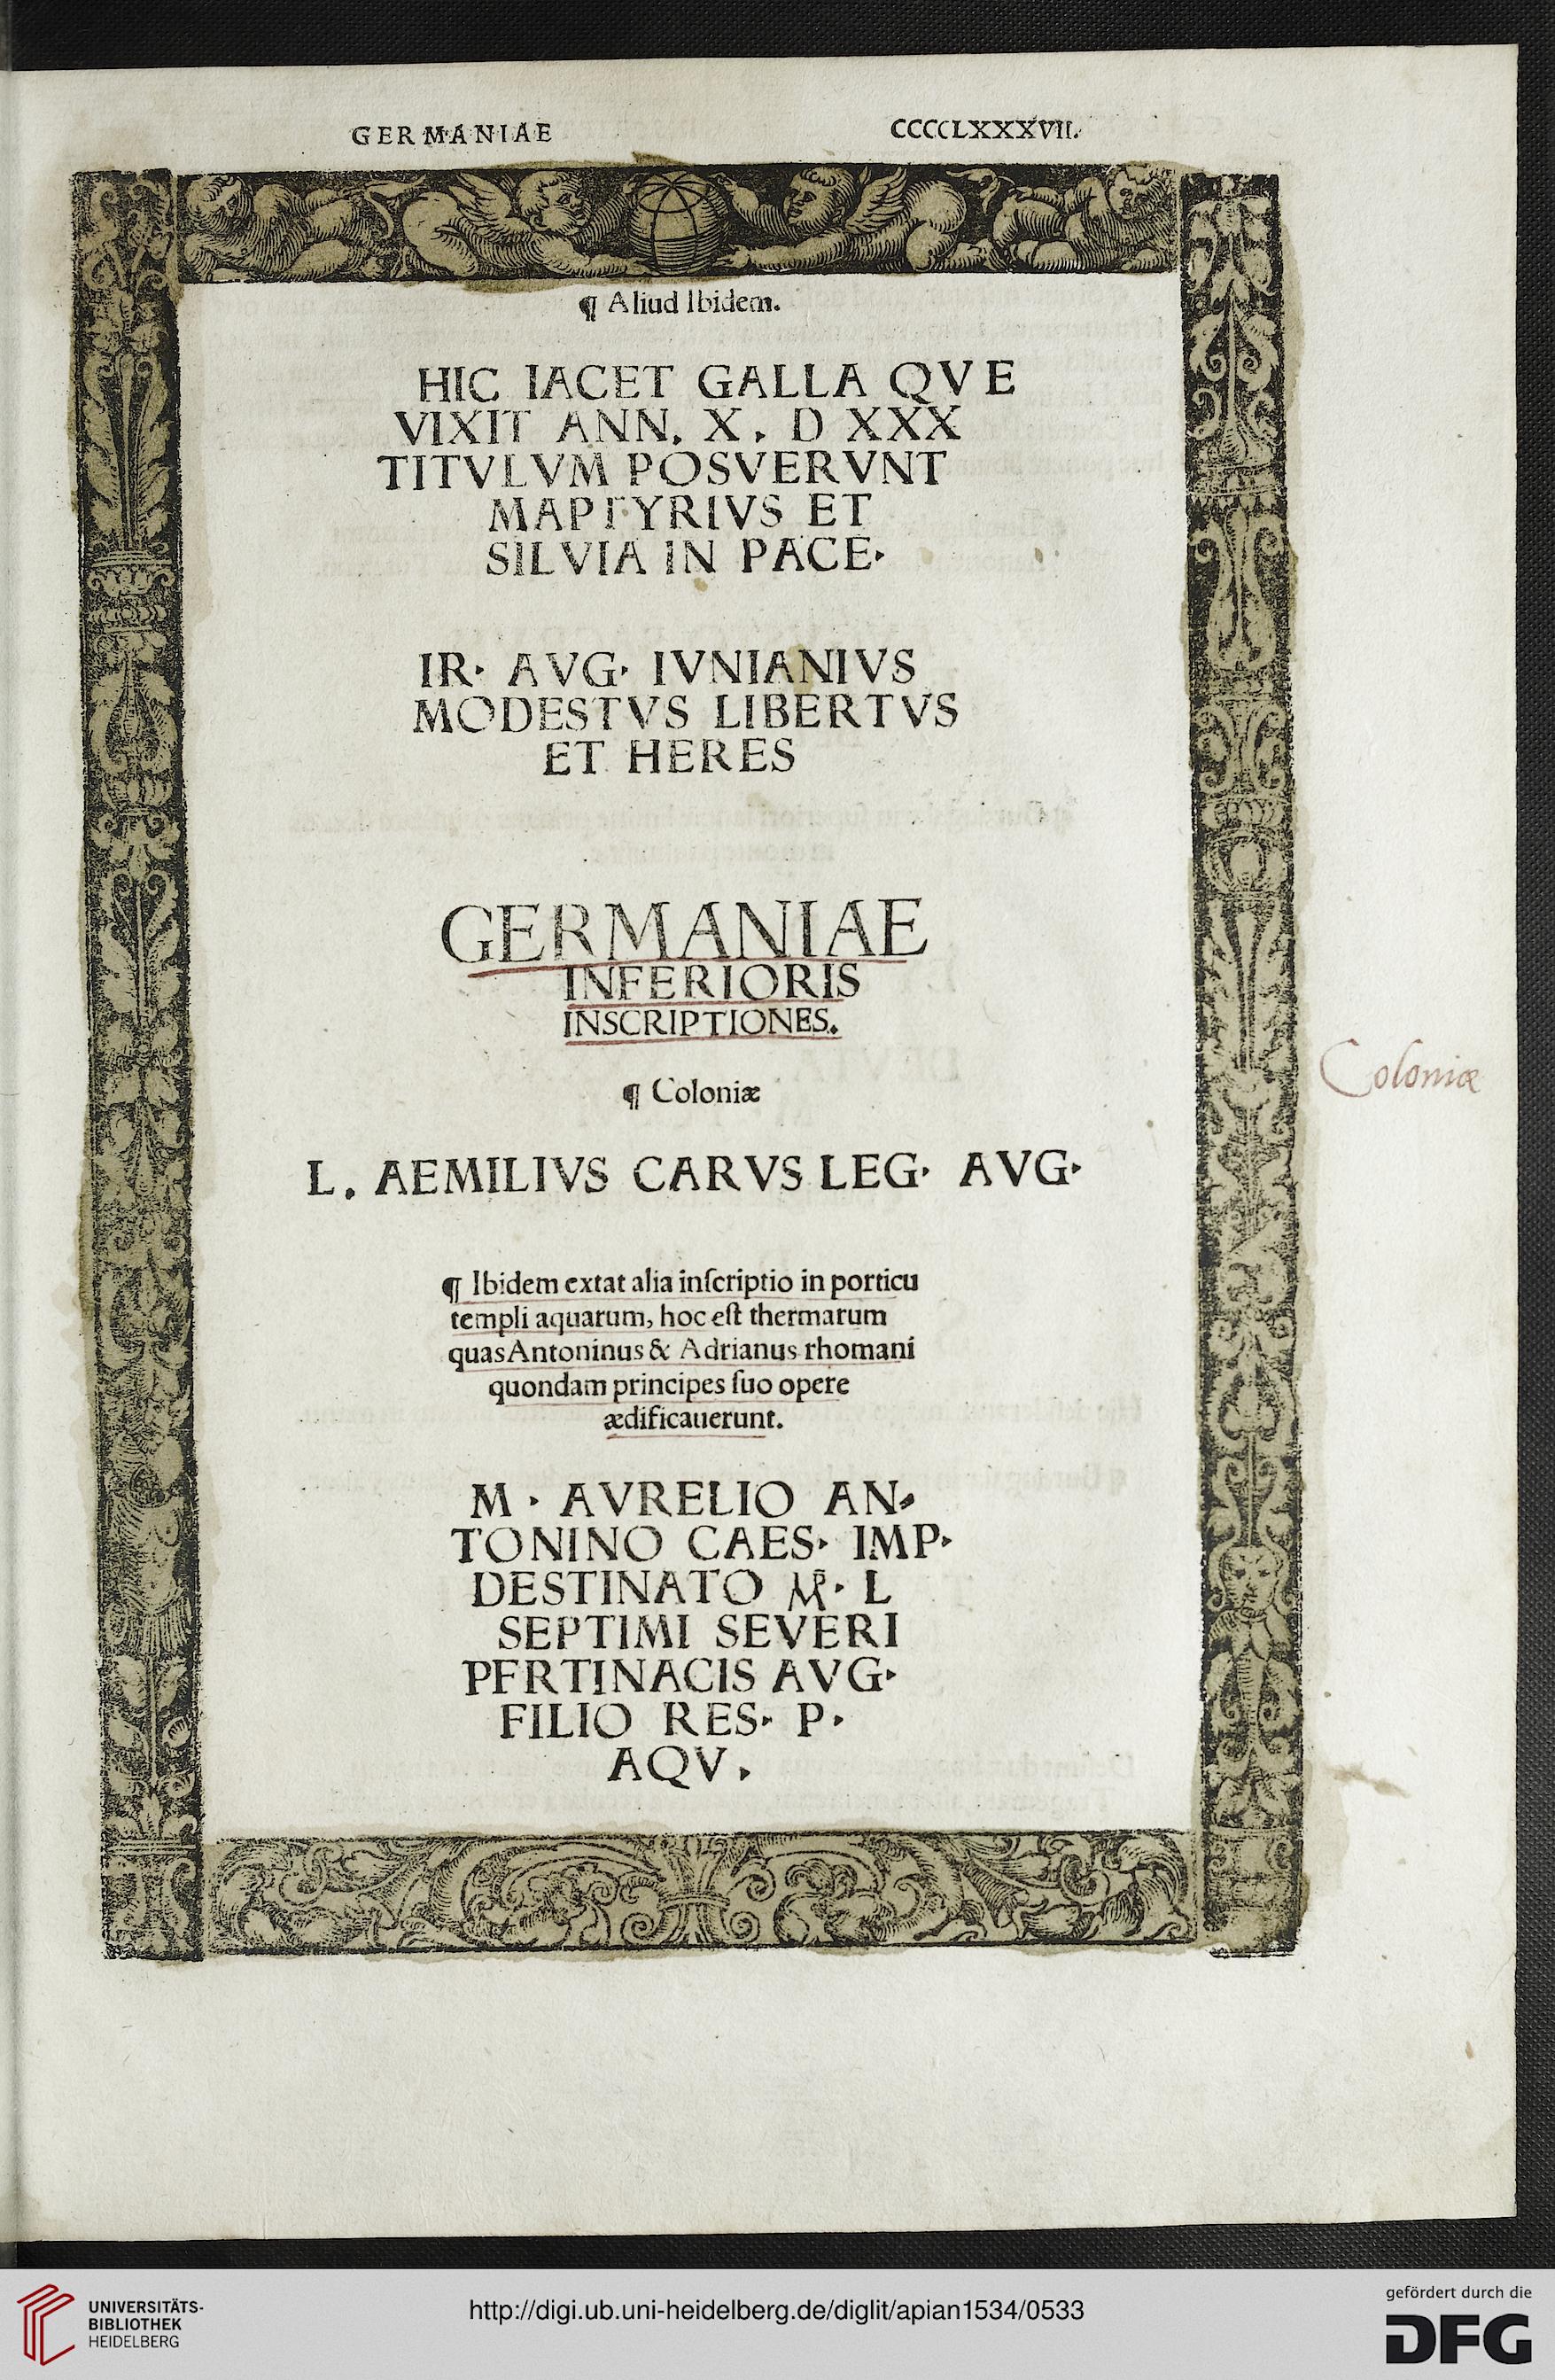 GERMANIAE CCCCLXXXVII.
¶ Aliud Ibidem.
HIC IACET GALLA QVE
VIXIT ANN. X. D XXX
TITVLVM POSVERVNT
MAPTYRIVS ET
SILVIA IN PACE·
IR· AVG· IVNIANIVS
MODESTVS LIBERTVS
ET HERES
GERMANIAE
INFERIORIS
INSCRIPTIONES.
¶ Coloniæ
Coloniæ
L. AEMILIVS CARVS LEG· AVG·
¶ Ibidem extat alia inſcriptio in porticu
templi aquarum, hoc eſt thermarum
quas Antoninus & Adrianus rhomani
quondam principes ſuo opere
ædificauerunt.
M · AVRELIO AN⸗
TONINO CAES· IMP·
DESTINATO · L
SEPTIMI SEVERI
PERTINACIS AVG·
FILIO RES· P·
AQV.
UNIVERSITÄTS-
BIBLIOTHEK
HEIDELBERG
http://digi.ub.uni-heidelberg.de/diglit/apian1534/0533
gefördert durch die
DFG